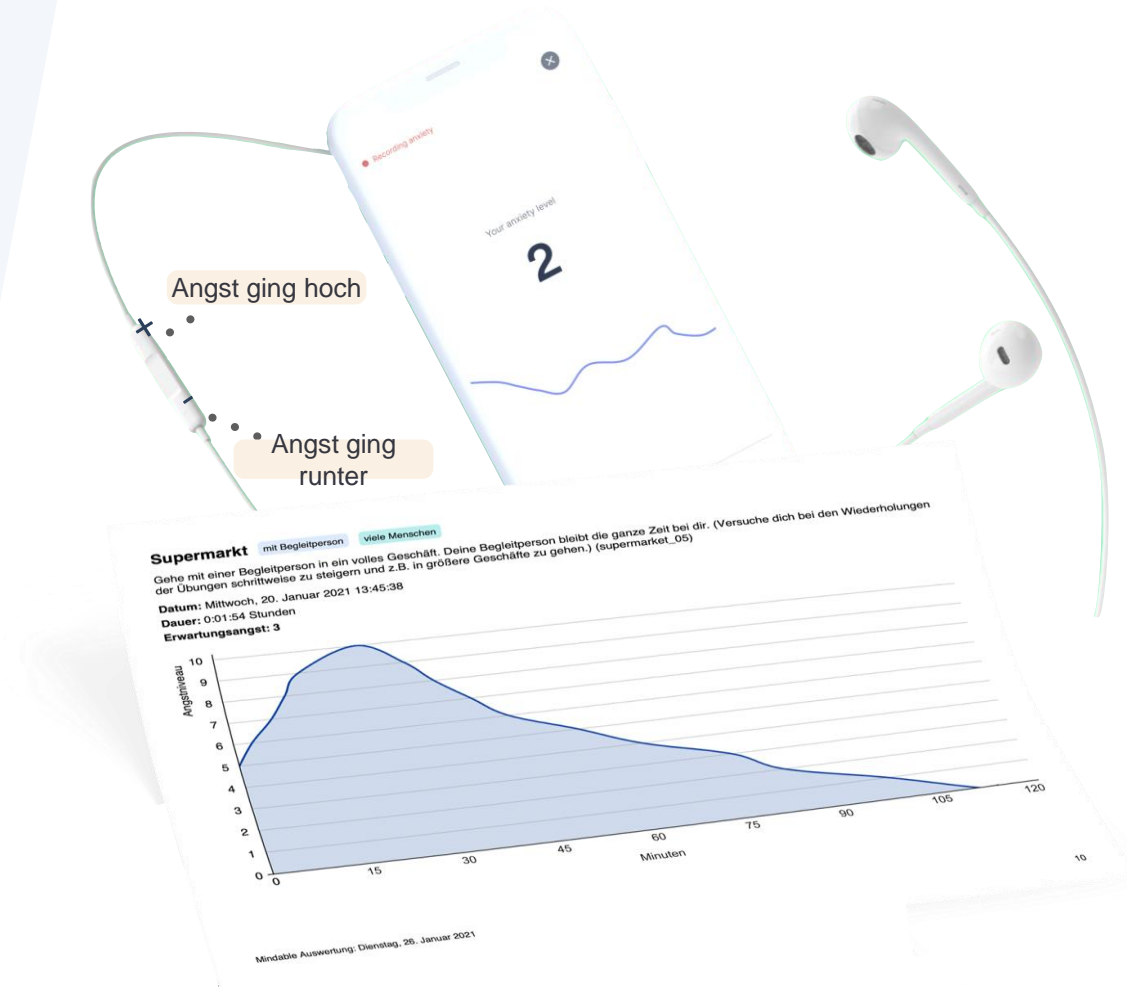 Recording anxiety
Your anxiety level
2
Angst ging hoch
+
-
Angst ging
runter
Supermarkt mit Begleitperson viele Menschen
Gehe mit einer Begleitperson in ein volles Geschäft. Deine Begleitperson bleibt die ganze Zeit bei dir. (Versuche dich bei den Wiederholungen
der Übungen schrittweise zu steigern und z.B. in größere Geschäfte zu gehen.) (supermarket_05)
Datum: Mittwoch, 20. Januar 2021 13:45:38
Dauer: 0:01:54 Stunden
Erwartungsangst: 3
Angstniveau
10
9
8
7
6
5
4
3
2
1
0
0 15 30 45 60 75 90 105 120
Minuten
10
Mindable Auswertung: Dienstag, 26. Januar 2021